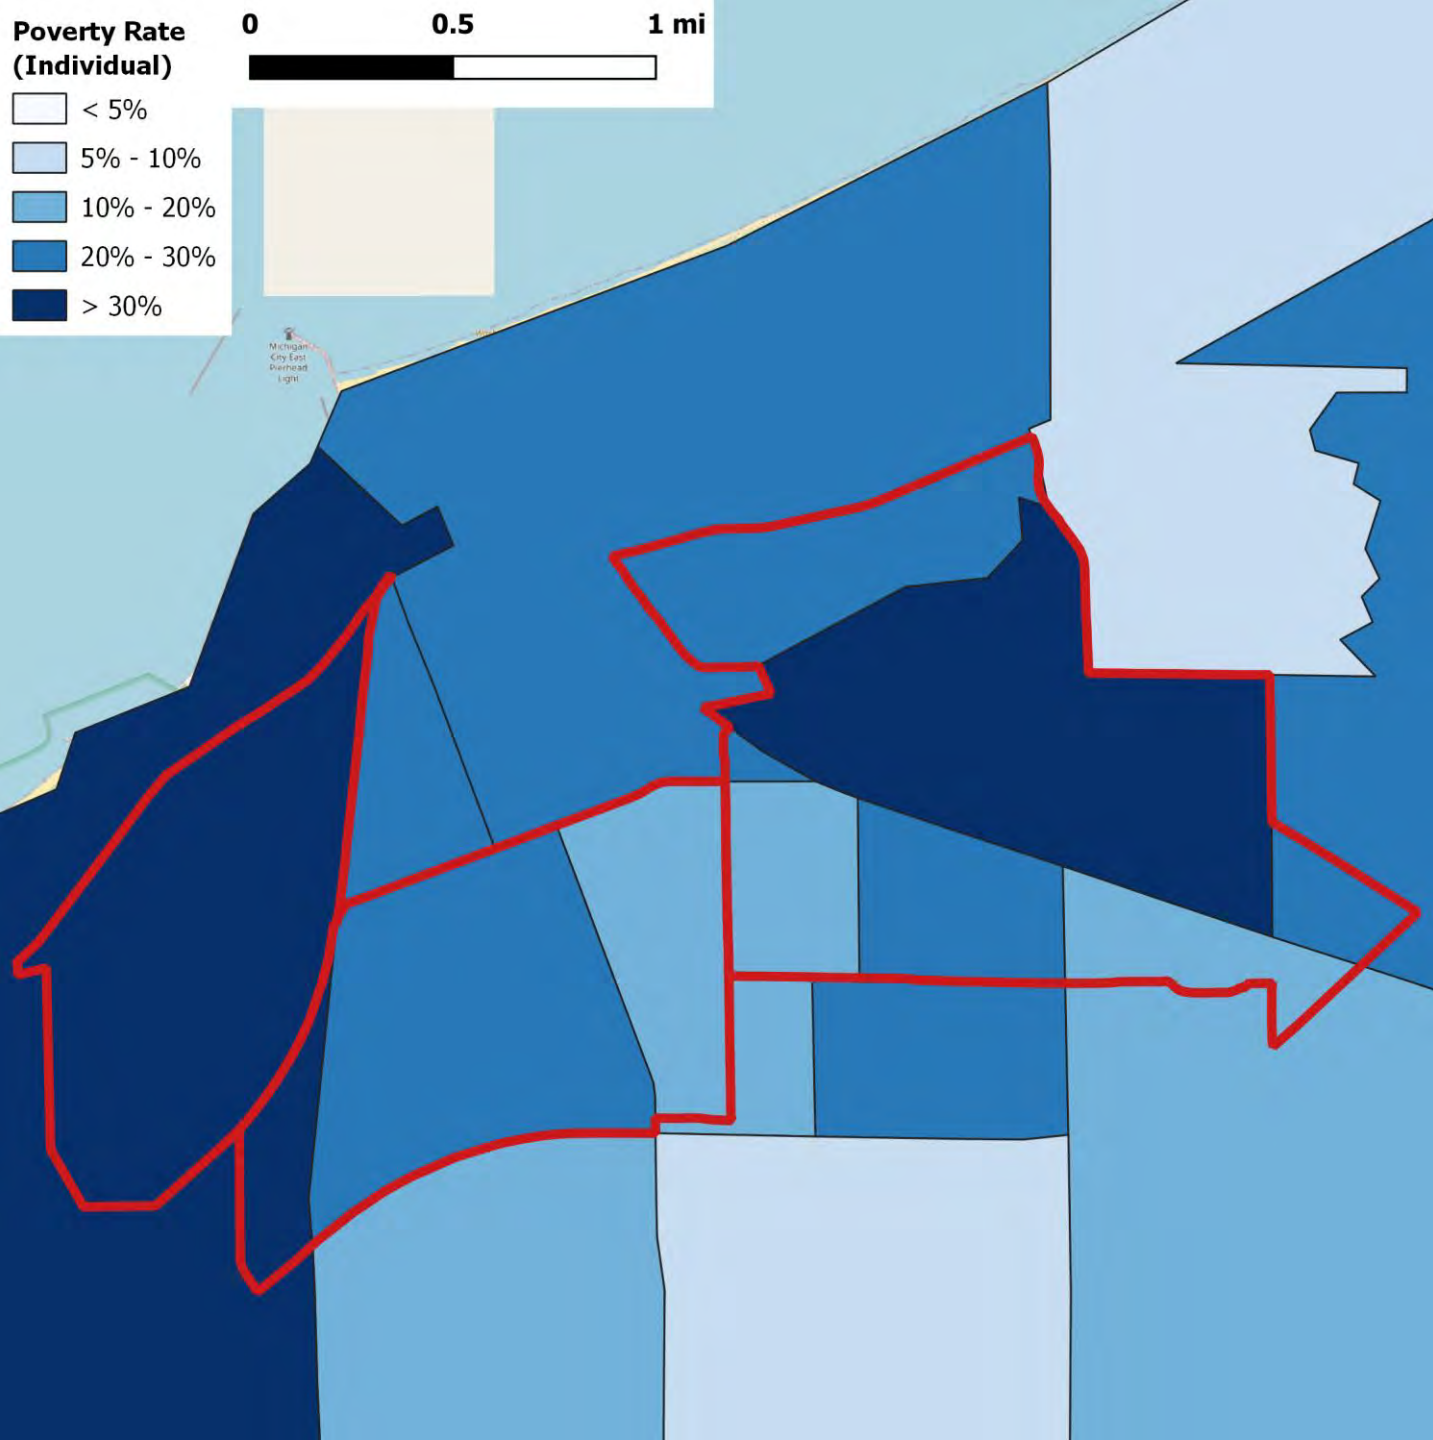 Poverty Rate
(Individual)
< 5%
5% - 10%
10% - 20%
20% - 30%
> 30%
0 0.5 1 mi
Michigan
City East
Pierhead
Light